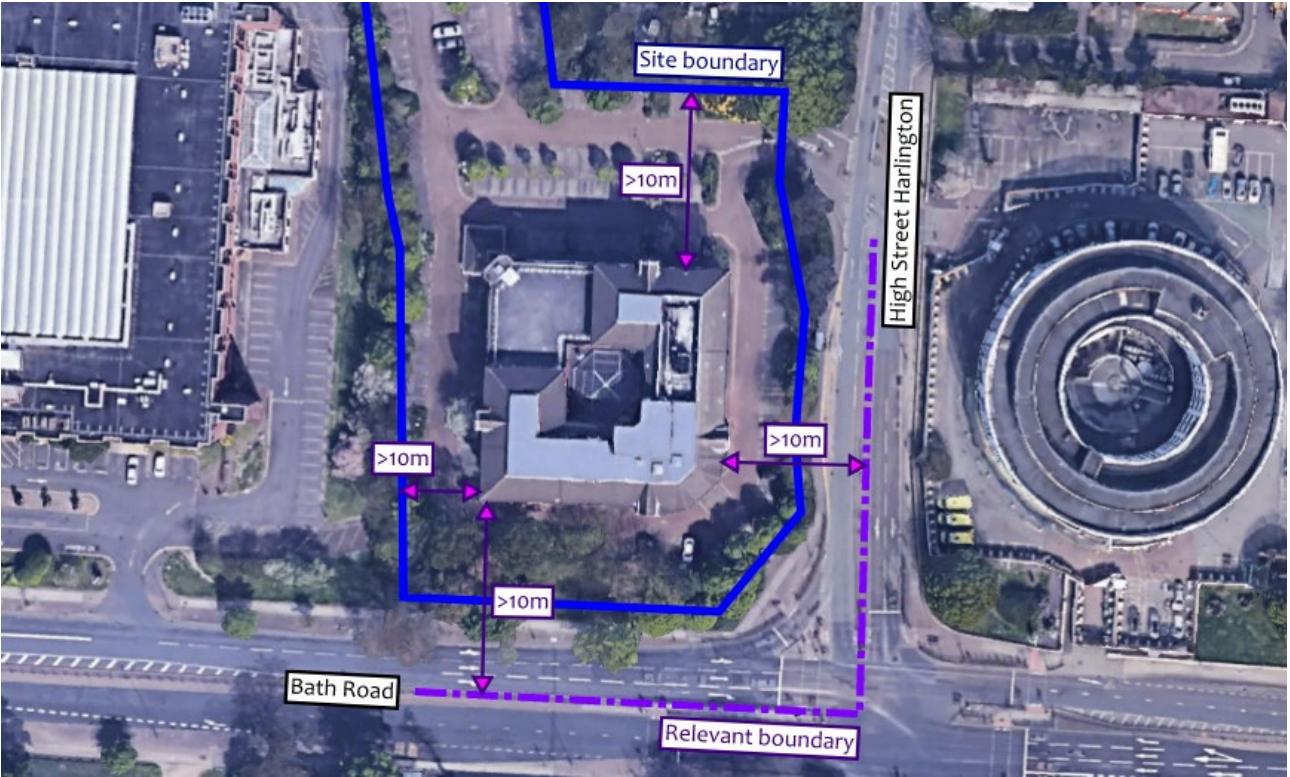 Site boundary
>10m
High Street Harlington
>10m
>10m
>10m
Bath Road
Relevant boundary